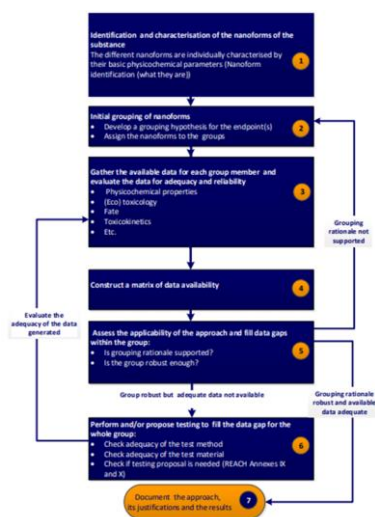 Identification and characterisation of the nanoforms of the
substance
The different nanoforms are individually characterised by
their basic physicochemical parameters (Nanoform
identification (what they are))
1
Initial grouping of nanoforms
• Develop a grouping hypothesis for the endpoint(s)
• Assign the nanoforms to the groups
2
Gather the available data for each group member and
evaluate the data for adequacy and reliability
• Physicochemical properties
• (Eco) toxicology
• Fate
• Toxicokinetics
• Etc.
3
Grouping
rationale not
supported
Construct a matrix of data availability
4
Evaluate the
adequacy of the data
generated
Assess the applicability of the approach and fill data gaps
within the group:
• Is grouping rationale supported?
• Is the group robust enough?
5
Group robust but adequate data not available
Grouping rationale
robust and available
data adequate
Perform and/or propose testing to fill the data gap for the
whole group:
• Check adequacy of the test method
• Check adequacy of the test material
• Check if testing proposal is needed (REACH Annexes IX
and X)
6
Document the approach,
its justifications and the results
7